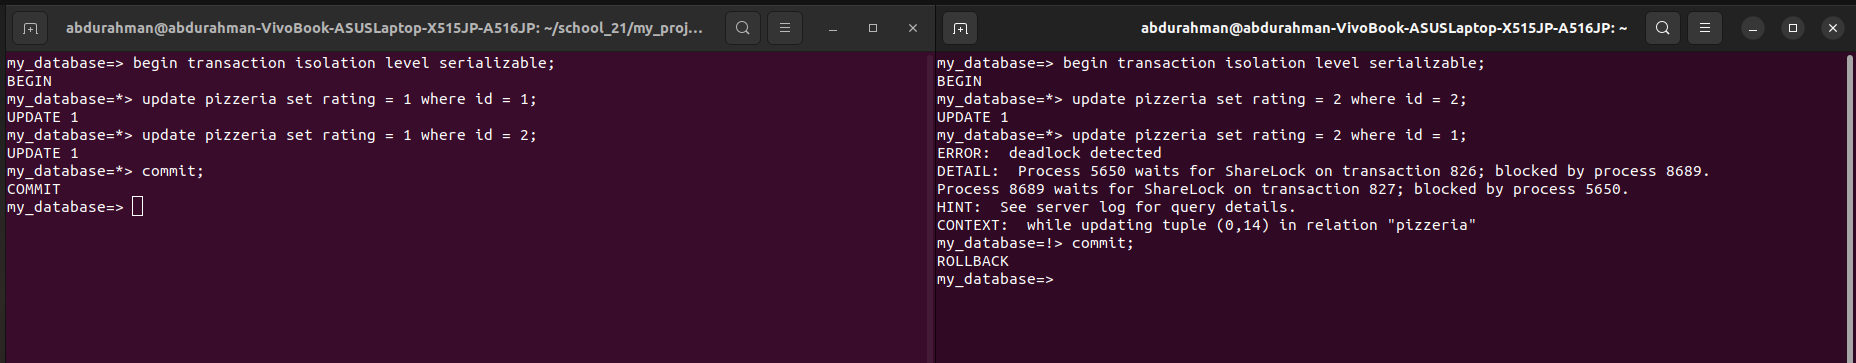 abdurahman@abdurahman-VivoBook-ASUSLaptop-X515JP-A516JP: ~/school_21/my_proj...
my_database=> begin transaction isolation level serializable;
BEGIN
my_database=*> update pizzeria set rating = 1 where id = 1;
UPDATE 1
my_database=*> update pizzeria set rating = 1 where id = 2;
UPDATE 1
my_database=*> commit;
COMMIT
my_database=>
abdurahman@abdurahman-VivoBook-ASUSLaptop-X515JP-A516JP: ~
my_database=> begin transaction isolation level serializable;
BEGIN
my_database=*> update pizzeria set rating = 2 where id = 2;
UPDATE 1
my_database=*> update pizzeria set rating = 2 where id = 1;
ERROR:  deadlock detected
DETAIL:  Process 5650 waits for ShareLock on transaction 826; blocked by process 8689.
Process 8689 waits for ShareLock on transaction 827; blocked by process 5650.
HINT:  See server log for query details.
CONTEXT:  while updating tuple (0,14) in relation "pizzeria"
my_database=!> commit;
ROLLBACK
my_database=>